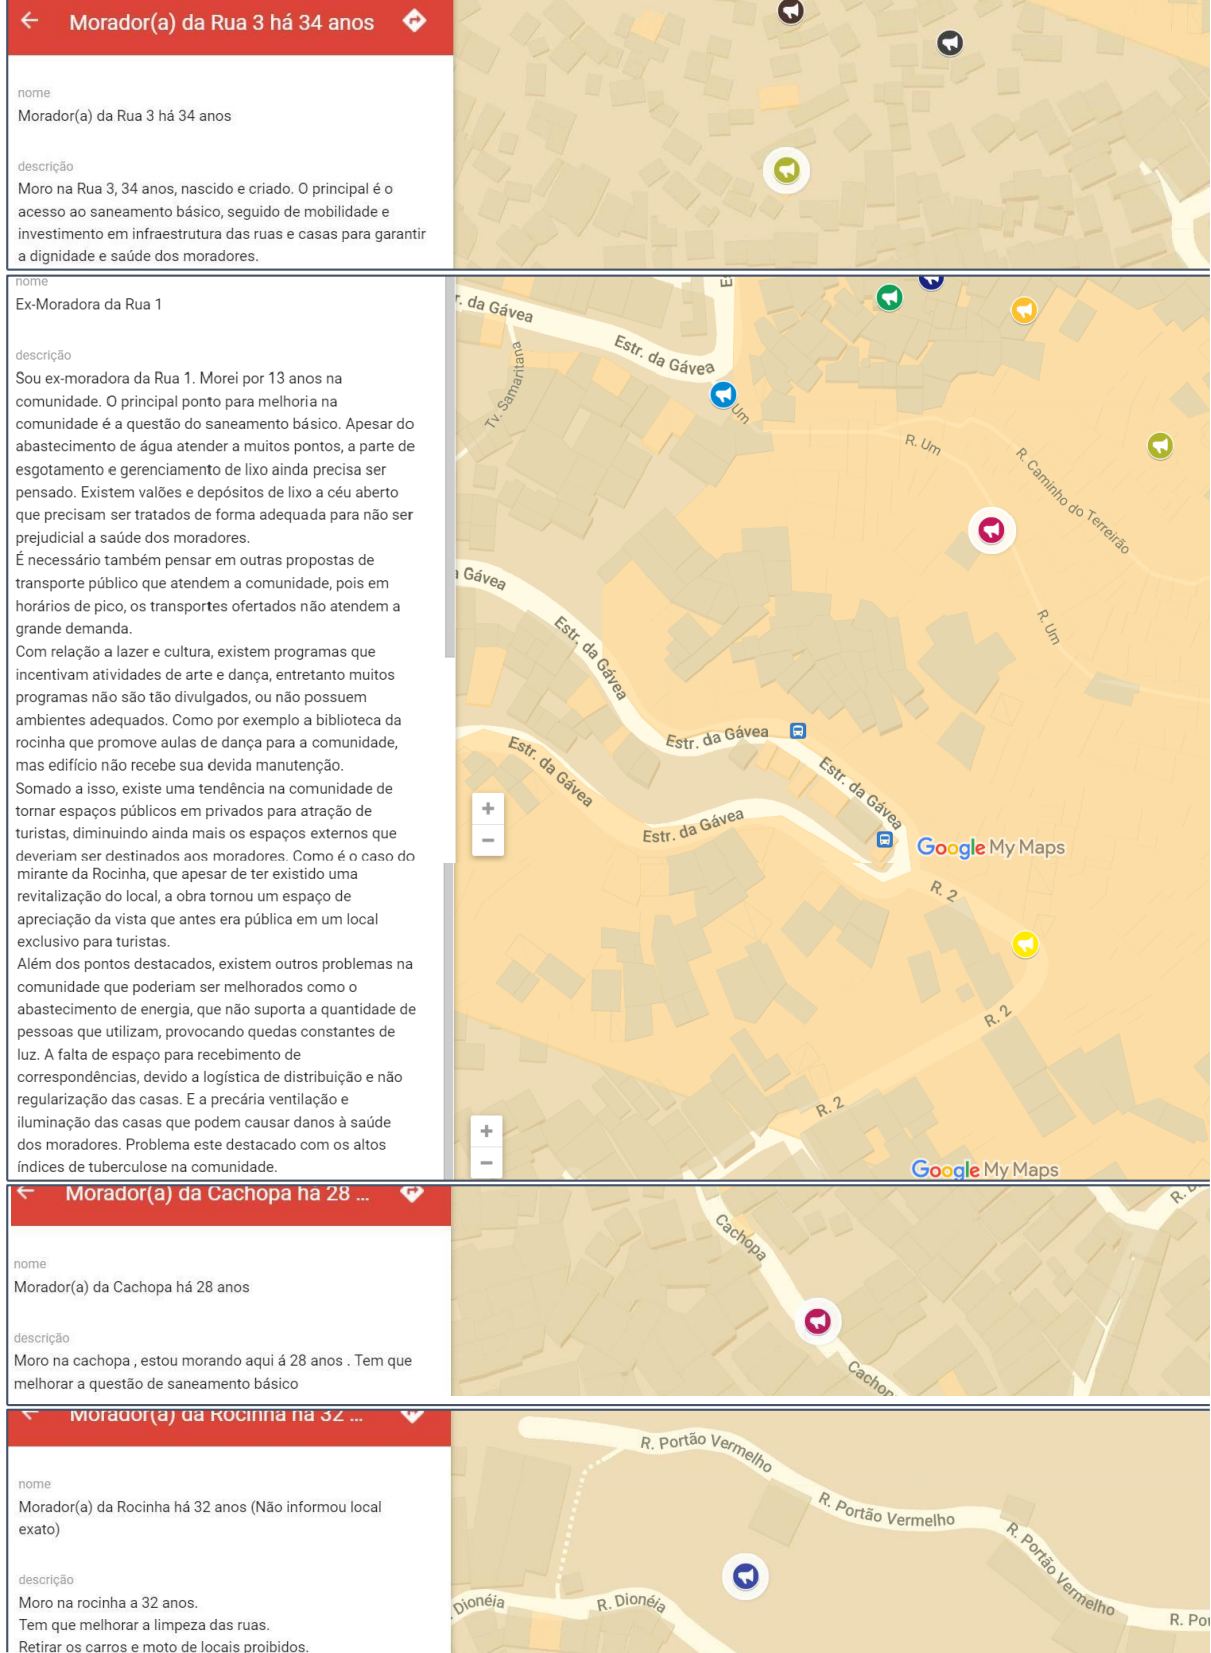 Morador(a) da Rua 3 há 34 anos
nome
Morador(a) da Rua 3 há 34 anos
descrição
Moro na Rua 3, 34 anos, nascido e criado. O principal é o
acesso ao saneamento básico, seguido de mobilidade e
investimento em infraestrutura das ruas e casas para garantir
a dignidade e saúde dos moradores.
nome
Ex-Moradora da Rua 1
descrição
Sou ex-moradora da Rua 1. Morei por 13 anos na
comunidade. O principal ponto para melhoria na
comunidade é a questão do saneamento básico. Apesar do
abastecimento de água atender a muitos pontos, a parte de
esgotamento e gerenciamento de lixo ainda precisa ser
pensado. Existem valões e depósitos de lixo a céu aberto
que precisam ser tratados de forma adequada para não ser
prejudicial a saúde dos moradores.
É necessário também pensar em outras propostas de
transporte público que atendem a comunidade, pois em
horários de pico, os transportes ofertados não atendem a
grande demanda.
Com relação a lazer e cultura, existem programas que
incentivam atividades de arte e dança, entretanto muitos
programas não são tão divulgados, ou não possuem
ambientes adequados. Como por exemplo a biblioteca da
rocinha que promove aulas de dança para a comunidade,
mas edifício não recebe sua devida manutenção.
Somado a isso, existe uma tendência na comunidade de
tornar espaços públicos em privados para atração de
turistas, diminuindo ainda mais os espaços externos que
deveriam ser destinados aos moradores. Como é o caso do
mirante da Rocinha, que apesar de ter existido uma
revitalização do local, a obra tornou um espaço de
apreciação da vista que antes era pública em um local
exclusivo para turistas.
Além dos pontos destacados, existem outros problemas na
comunidade que poderiam ser melhorados como o
abastecimento de energia, que não suporta a quantidade de
pessoas que utilizam, provocando quedas constantes de
luz. A falta de espaço para recebimento de
correspondências, devido a logística de distribuição e não
regularização das casas. E a precária ventilação e
iluminação das casas que podem causar danos à saúde
dos moradores. Problema este destacado com os altos
índices de tuberculose na comunidade.
r. da Gávea
Estr. da Gávea
Tv. Samaritana
Um
R. Um
R. Caminho do Terreirão
R. Um
a Gávea
Estr. da Gávea
Estr. da Gávea
Estr. da Gávea
Estr. da Gávea
Estr. da Gávea
Google My Maps
R. 2
R. 2
R. 2
Google My Maps
Morador(a) da Cachopa há 28 ...
nome
Morador(a) da Cachopa há 28 anos
descrição
Moro na cachopa , estou morando aqui á 28 anos . Tem que
melhorar a questão de saneamento básico
Cachopa
Cachop
Morador(a) da Rocinha há 32 ...
nome
Morador(a) da Rocinha há 32 anos (Não informou local
exato)
descrição
Moro na rocinha a 32 anos.
Tem que melhorar a limpeza das ruas.
Retirar os carros e moto de locais proibidos.
R. Portão Vermelho
R. Portão Vermelho
R. Portão Vermelho
R. Por
Dionéia
R. Dionéia